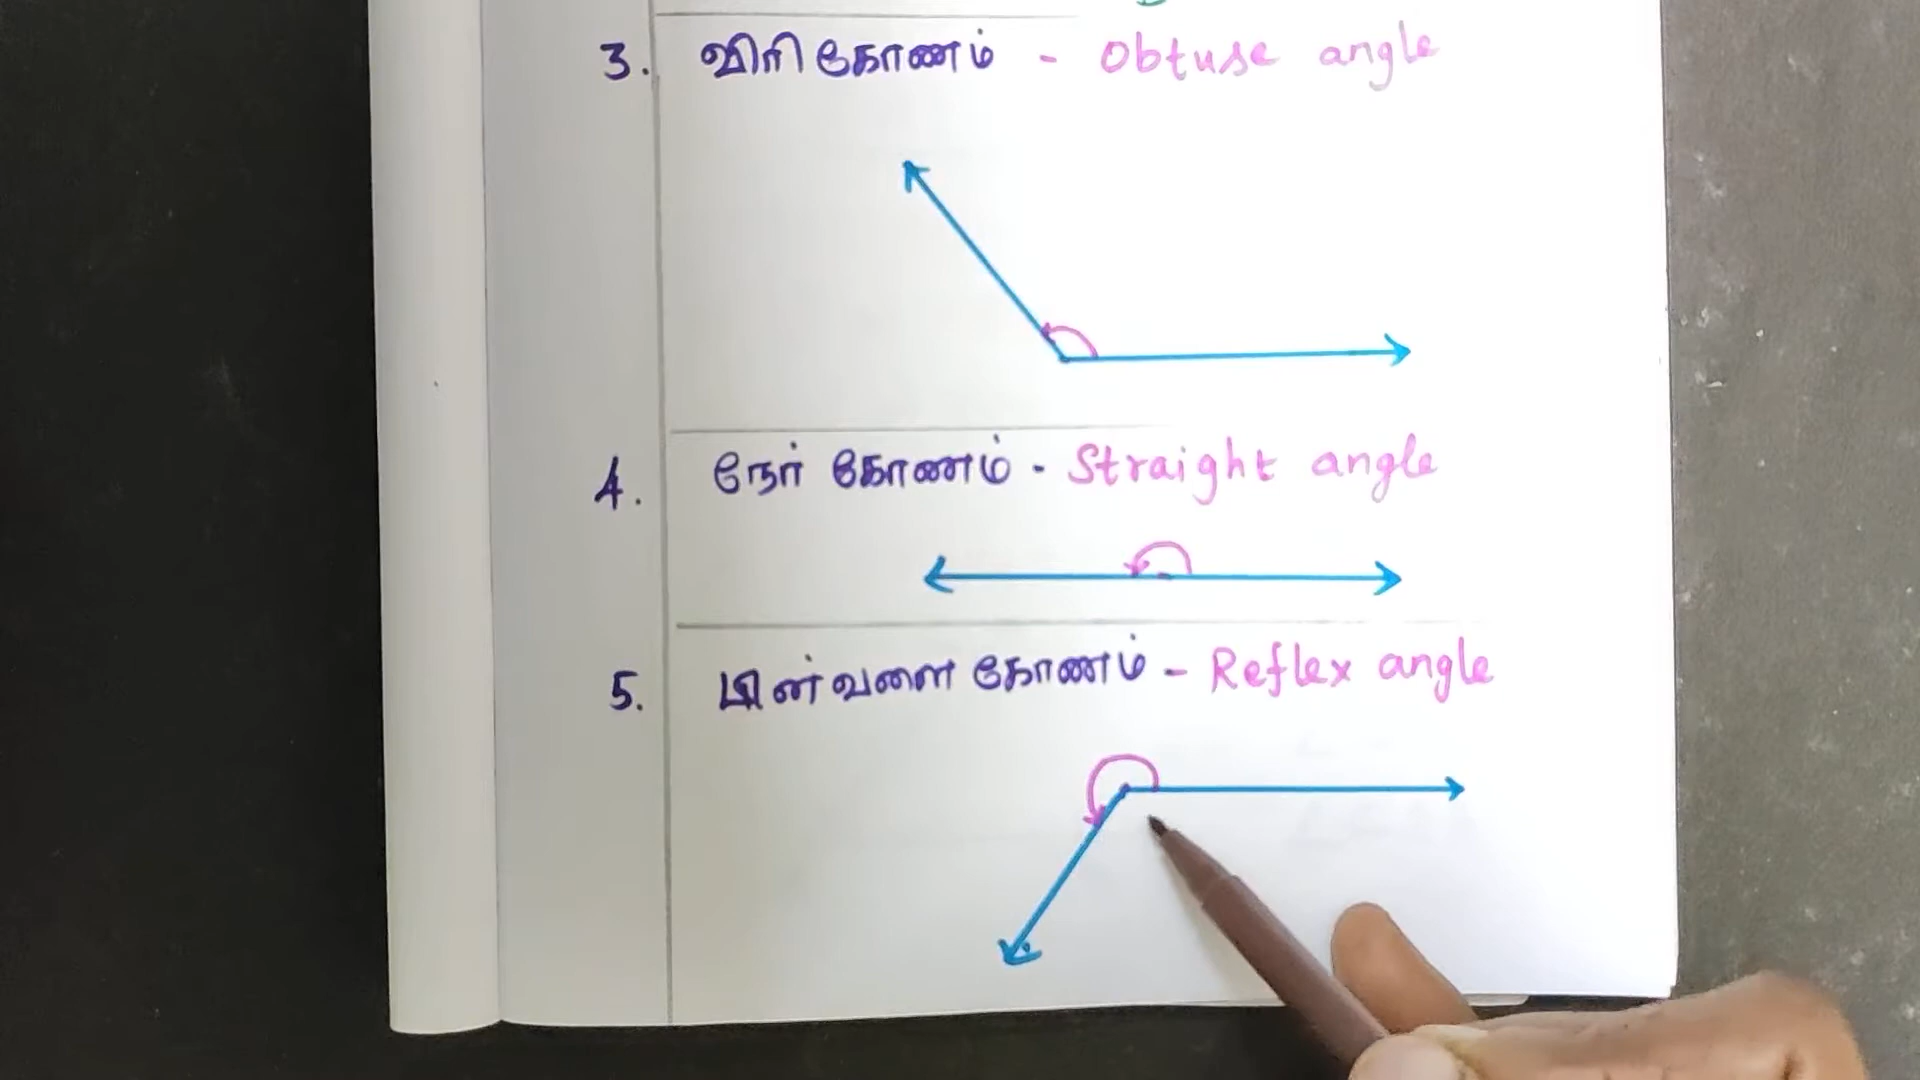 3. விரிகோணம் - Obtuse angle
4. நேர் கோணம் - Straight angle
5. பின்வளை கோணம் - Reflex angle